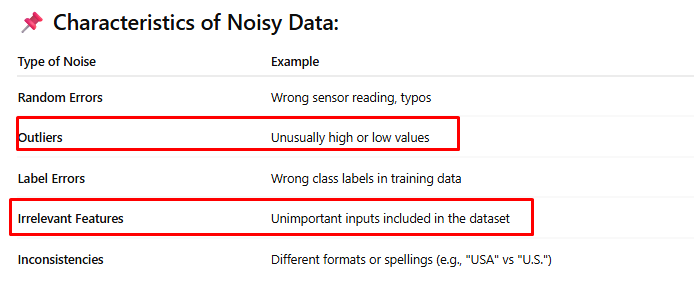 📌 Characteristics of Noisy Data:
Type of Noise Example
Random Errors Wrong sensor reading, typos
Outliers Unusually high or low values
Label Errors Wrong class labels in training data
Irrelevant Features Unimportant inputs included in the dataset
Inconsistencies Different formats or spellings (e.g., "USA" vs "U.S.")